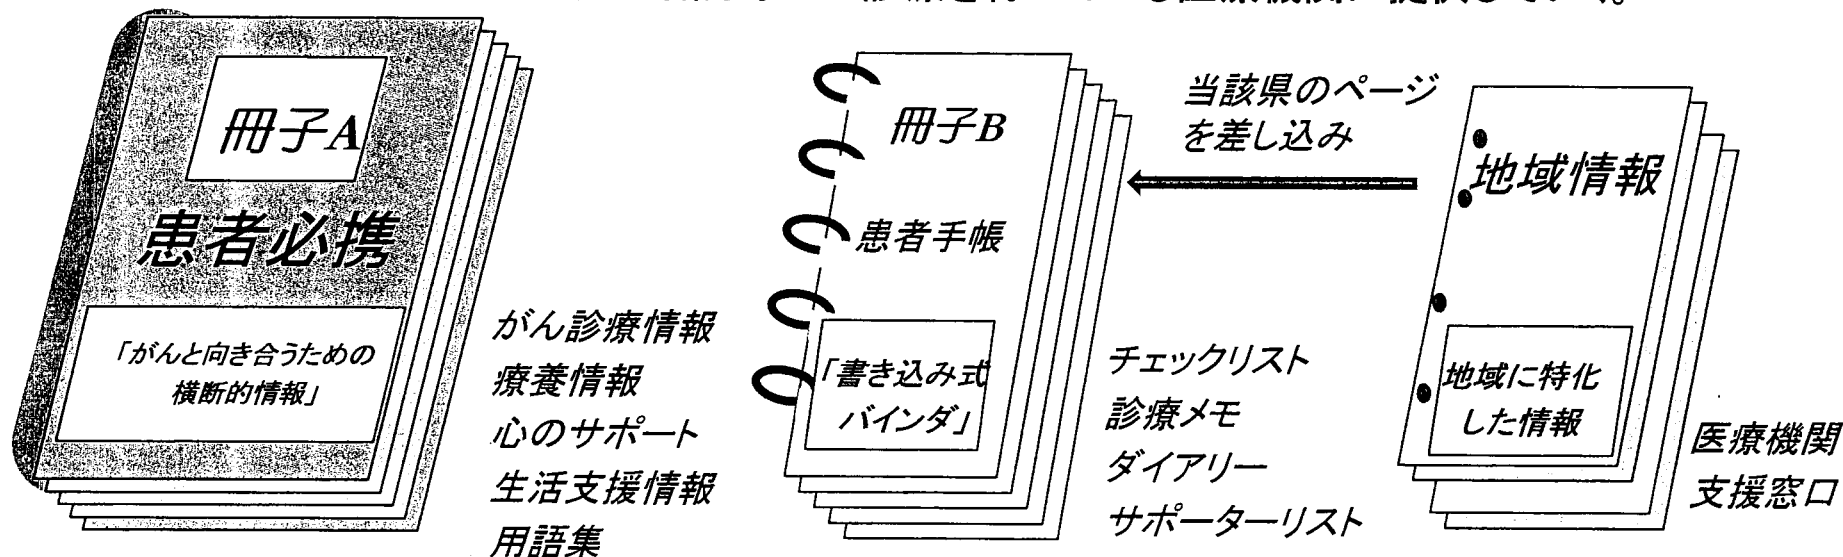 冊子A
患者必携
「がんと向き合うための
横断的情報」
がん診療情報
療養情報
心のサポート
生活支援情報
用語集
冊子B
患者手帳
「書き込み式
バインダ」
チェックリスト
診療メモ
ダイアリー
サポーターリスト
当該県のページ
を差し込み
地域情報
地域に特化
した情報
医療機関
支援窓口